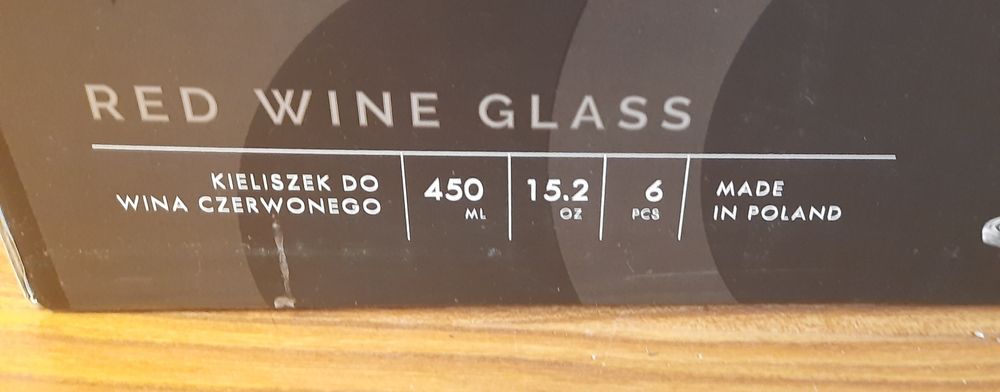 RED WINE GLASS
KIELISZEK DO
WINA CZERWONEGO
450
ML
15.2
OZ
6
PCS
MADE
IN POLAND